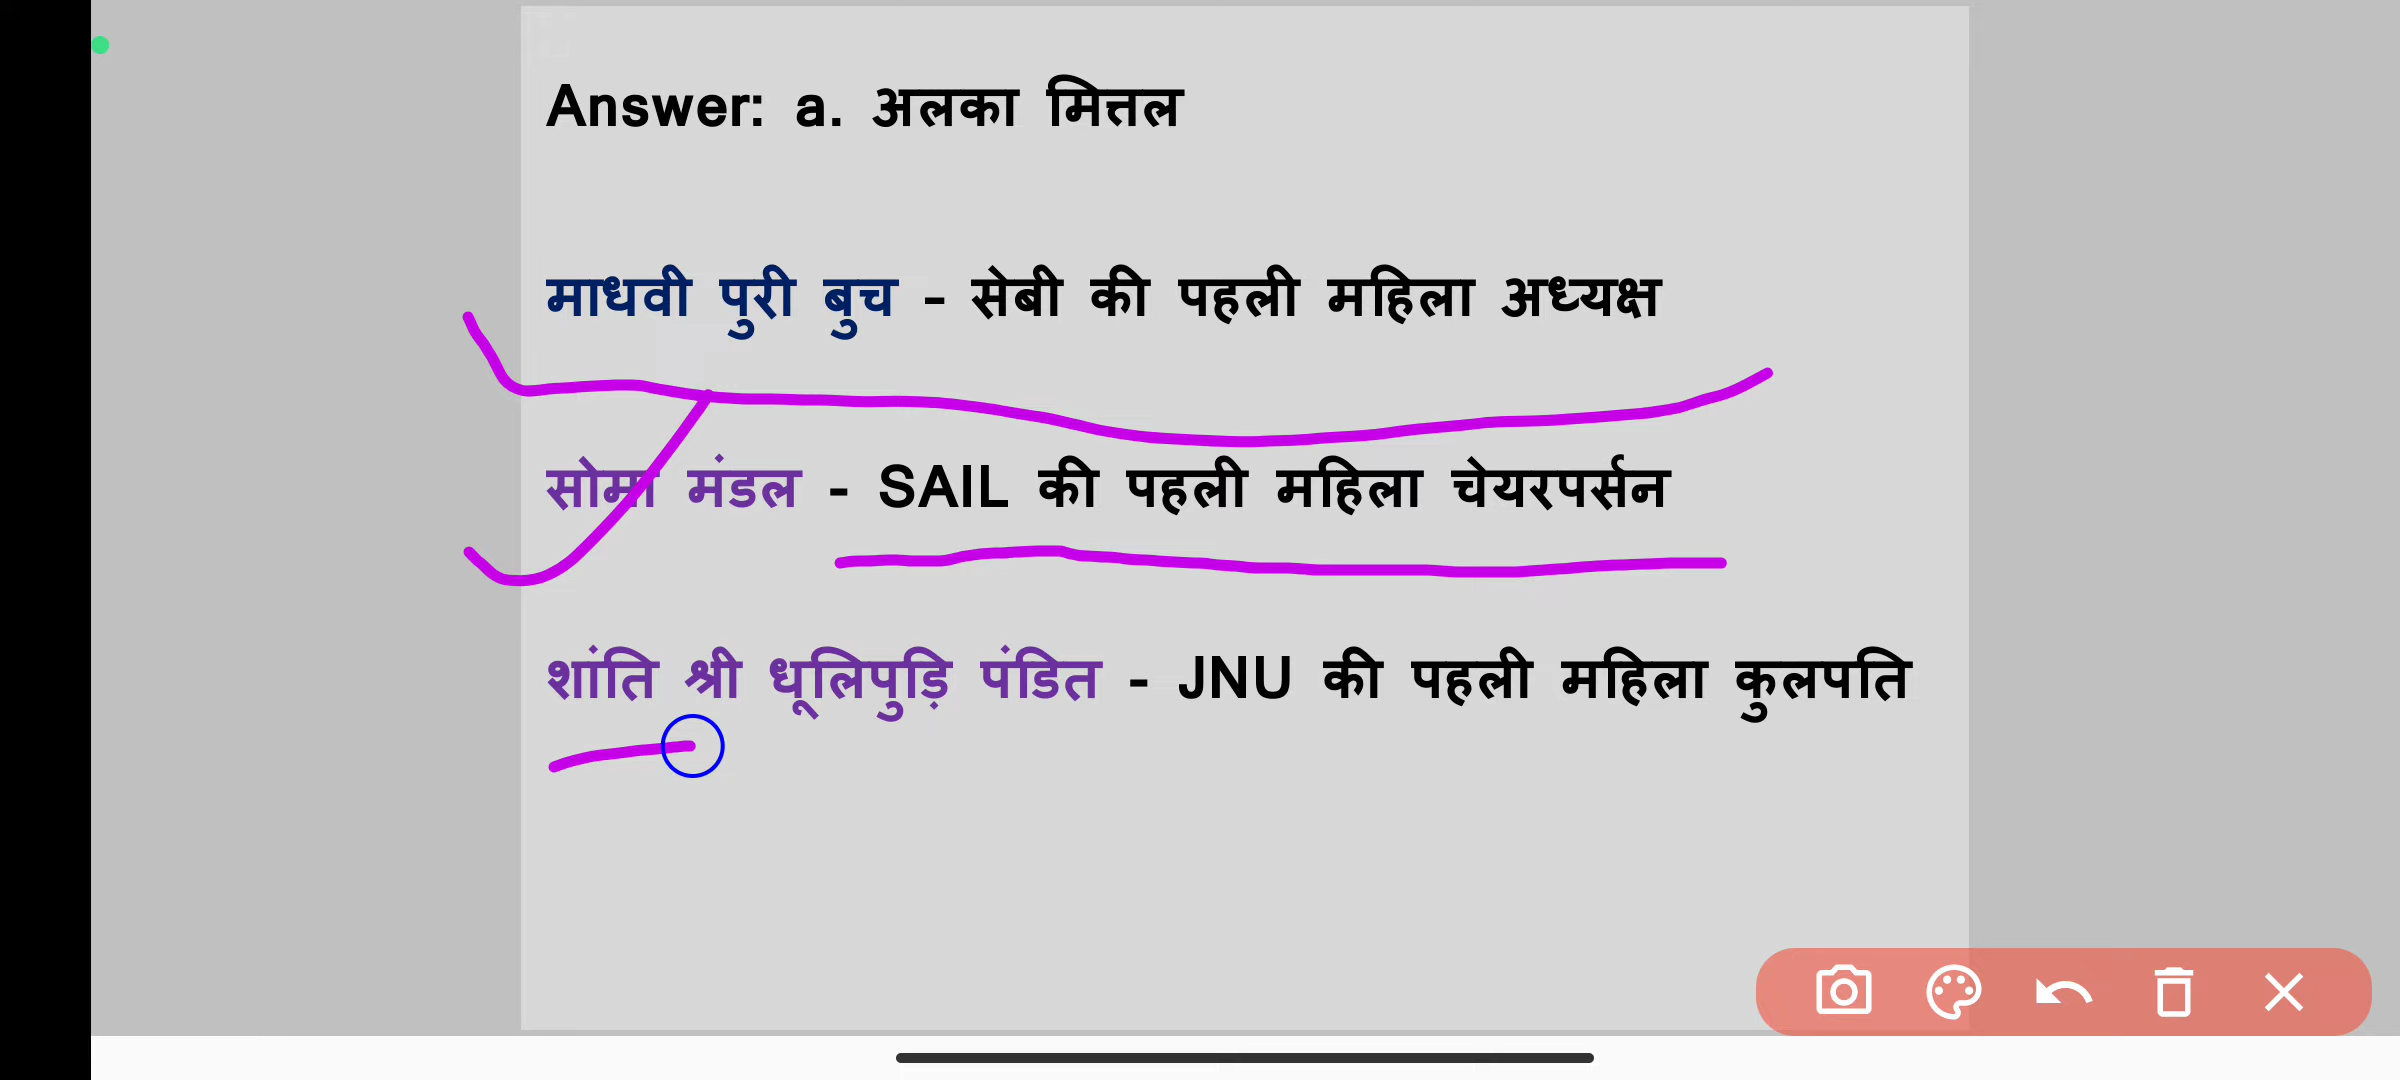 Answer: a. अलका मित्तल
माधवी पुरी बुच - सेबी की पहली महिला अध्यक्ष
सोमा मंडल - SAIL की पहली महिला चेयरपर्सन
शांति श्री धूलिपुड़ि पंडित - JNU की पहली महिला कुलपति